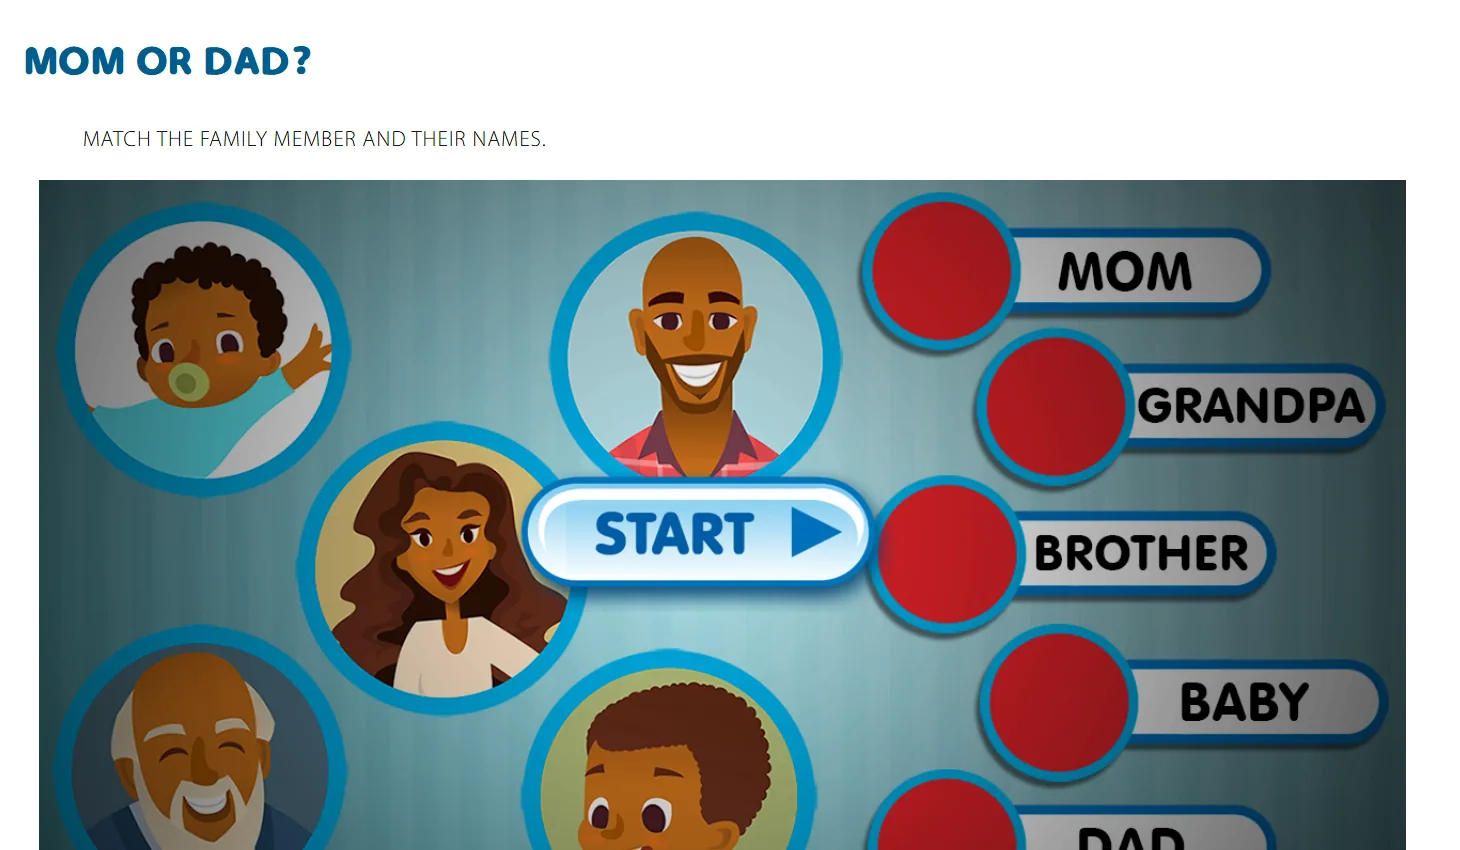 MOM OR DAD?
MATCH THE FAMILY MEMBER AND THEIR NAMES.
MOM
GRANDPA
START
BROTHER
BABY
DAD